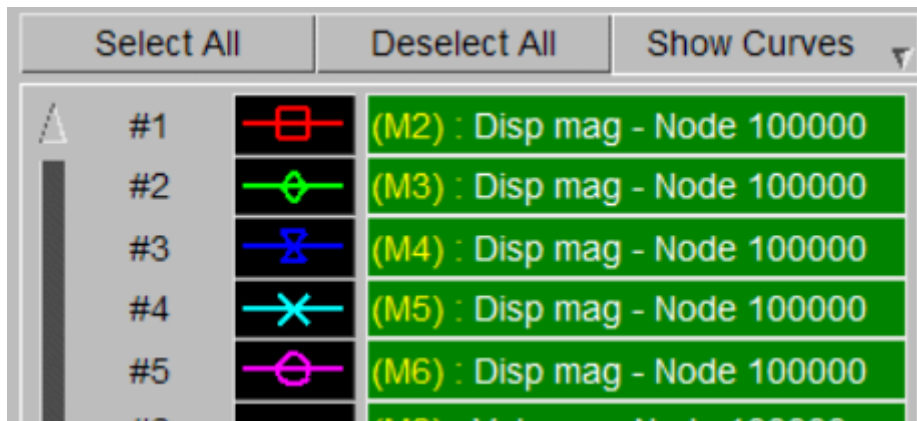 Select All Deselect All Show Curves
#1 (M2) : Disp mag - Node 100000
#2 (M3) : Disp mag - Node 100000
#3 (M4) : Disp mag - Node 100000
#4 (M5) : Disp mag - Node 100000
#5 (M6) : Disp mag - Node 100000